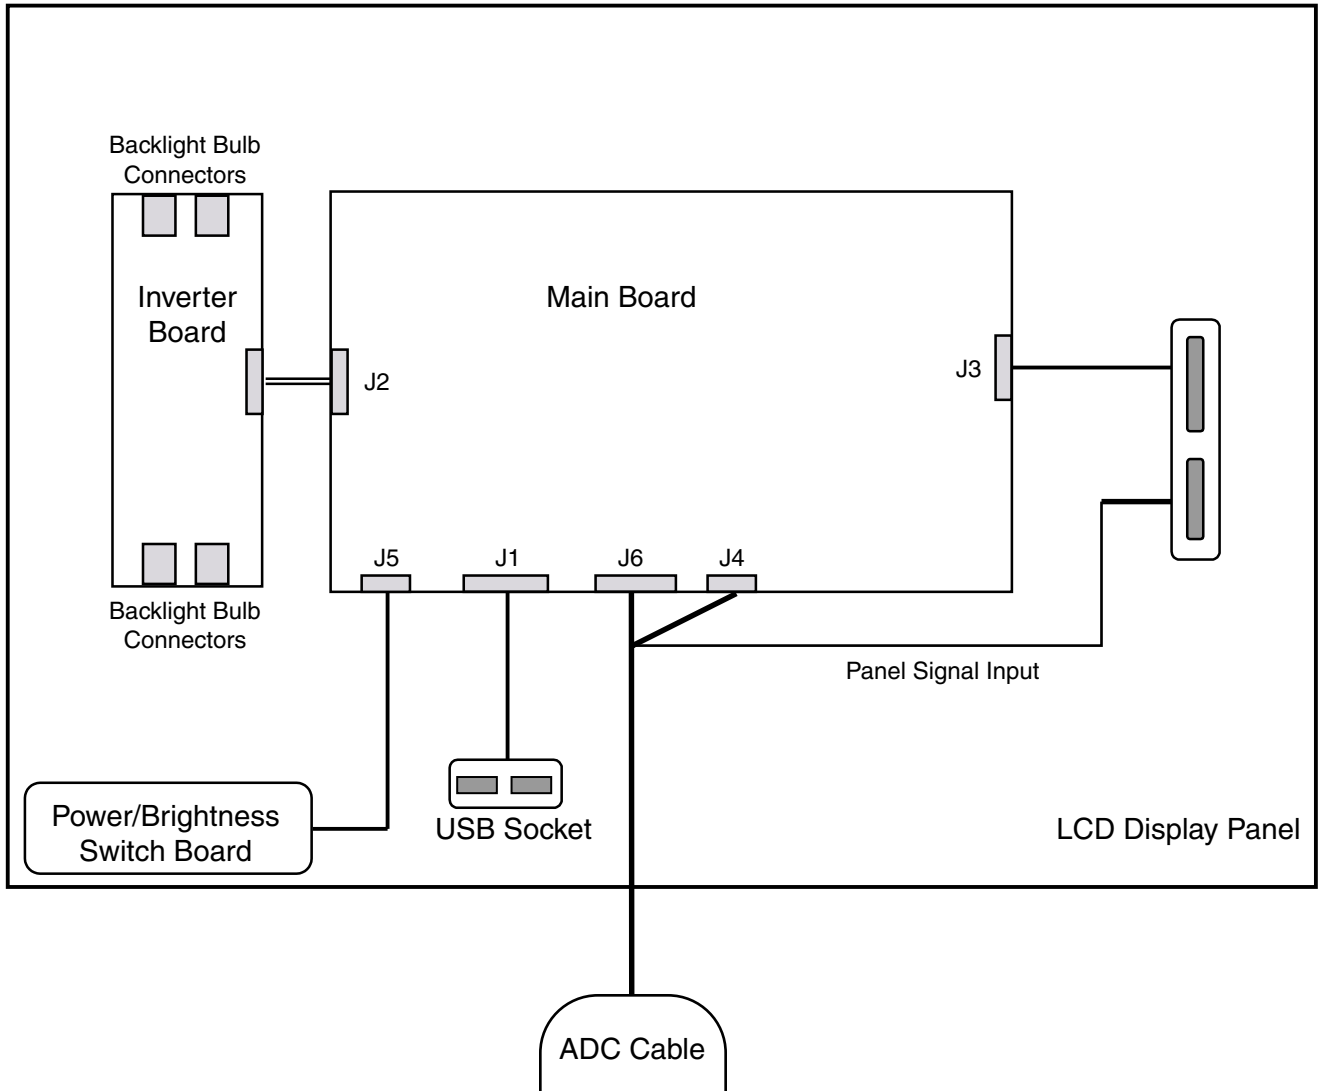 Backlight Bulb
Connectors
Inverter
Board
Main Board
J2
J3
J5
J1
J6
J4
Backlight Bulb
Connectors
Panel Signal Input
Power/Brightness
Switch Board
USB Socket
LCD Display Panel
ADC Cable